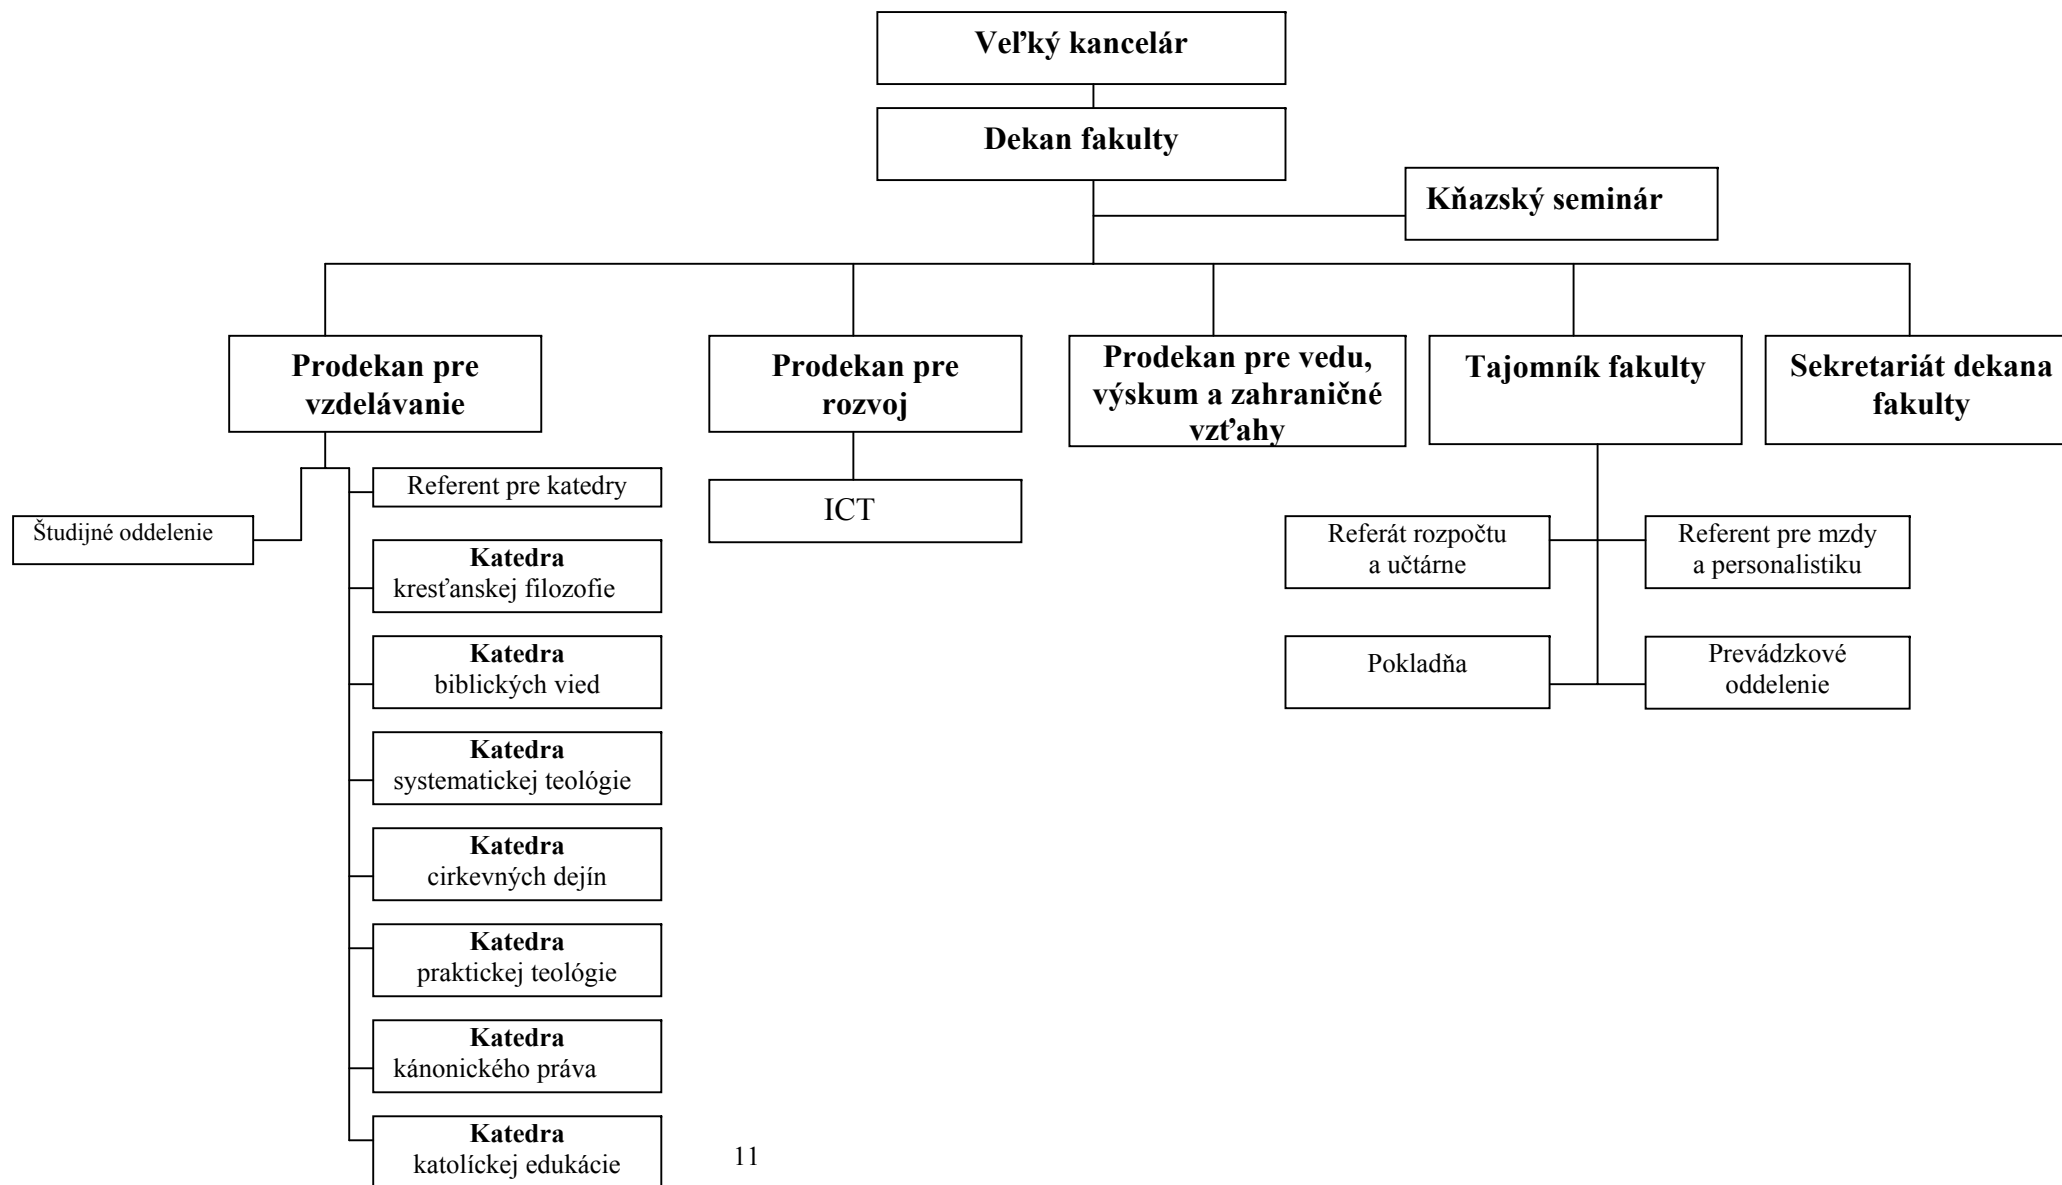 Veľký kancelár
Dekan fakulty
Kňazský seminár
Prodekan pre
vzdelávanie
Prodekan pre
rozvoj
Prodekan pre vedu,
výskum a zahraničné
vzťahy
Tajomník fakulty
Sekretariát dekana
fakulty
Študijné oddelenie
Referent pre katedry
Katedra
kresťanskej filozofie
Katedra
biblických vied
Katedra
systematickej teológie
Katedra
cirkevných dejín
Katedra
praktickej teológie
Katedra
kánonického práva
Katedra
katolíckej edukácie
ICT
Referát rozpočtu
a učtárne
Referent pre mzdy
a personalistiku
Pokladňa
Prevádzkové
oddelenie
11